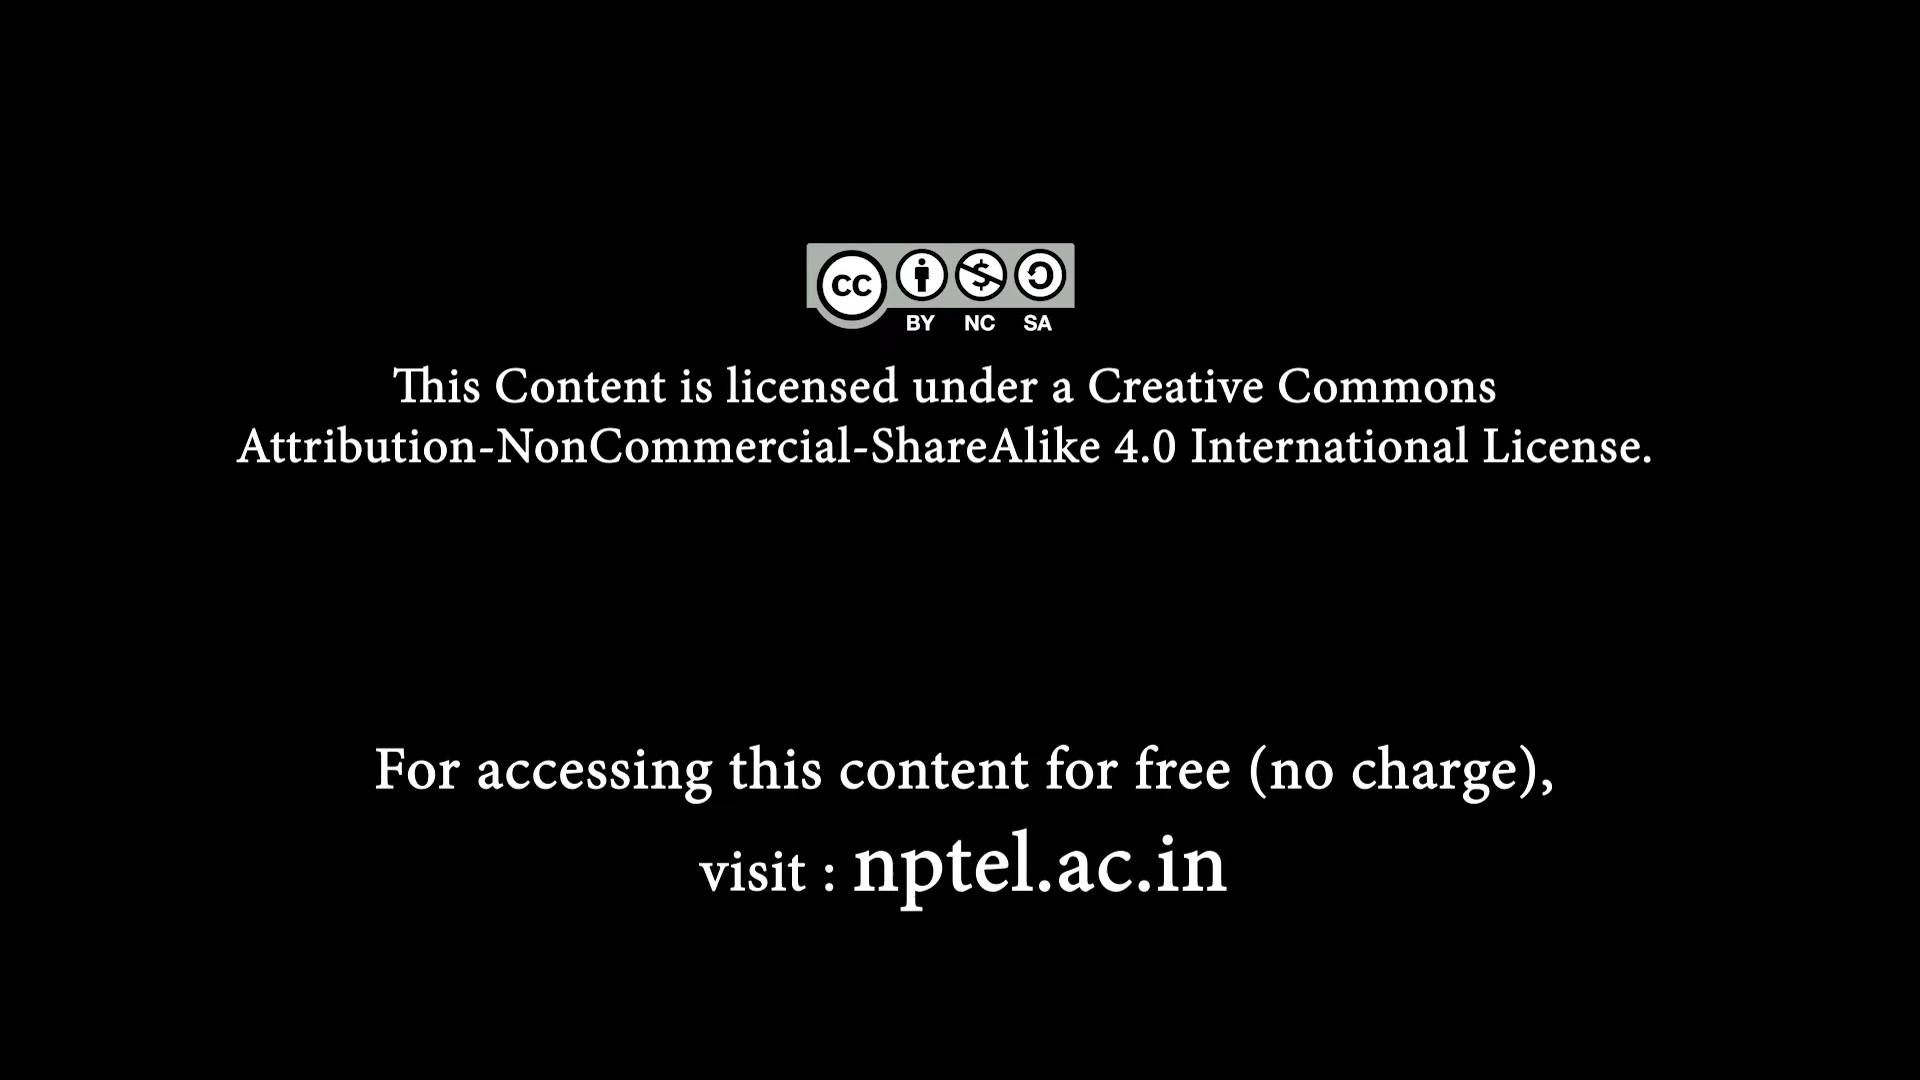 cc
BY NC SA
This Content is licensed under a Creative Commons
Attribution-NonCommercial-ShareAlike 4.0 International License.
For accessing this content for free (no charge),
visit : nptel.ac.in